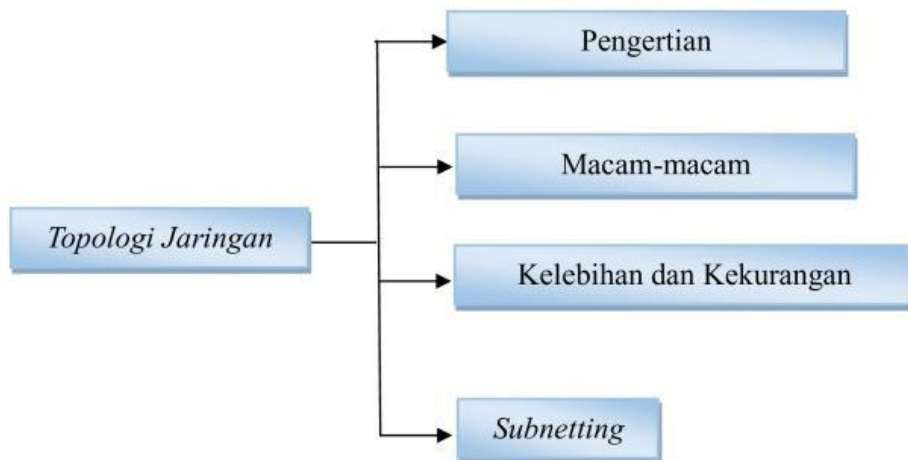 Pengertian
Macam-macam
Topologi Jaringan
Kelebihan dan Kekurangan
Subnetting